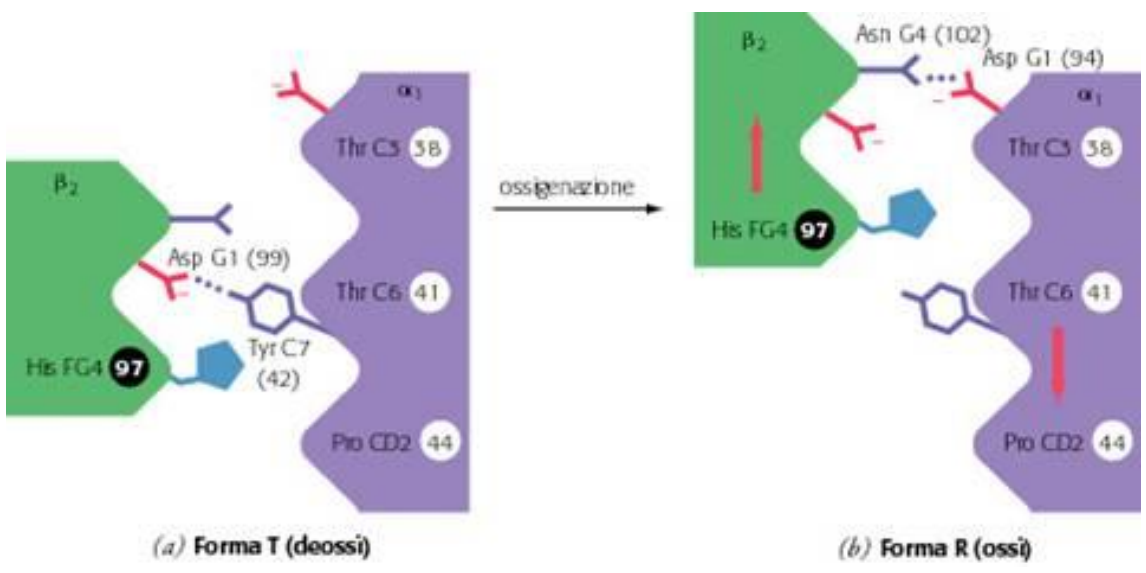 β2
α1
Thr C3 38
Asp G1 (99)
Thr C6 41
His FG4 97
Tyr C7
(42)
Pro CD2 44
(a) Forma T (deossi)
ossigenazione
β2
Asn G4 (102)
Asp G1 (94)
α1
Thr C3 38
His FG4 97
Thr C6 41
Pro CD2 44
(b) Forma R (ossi)